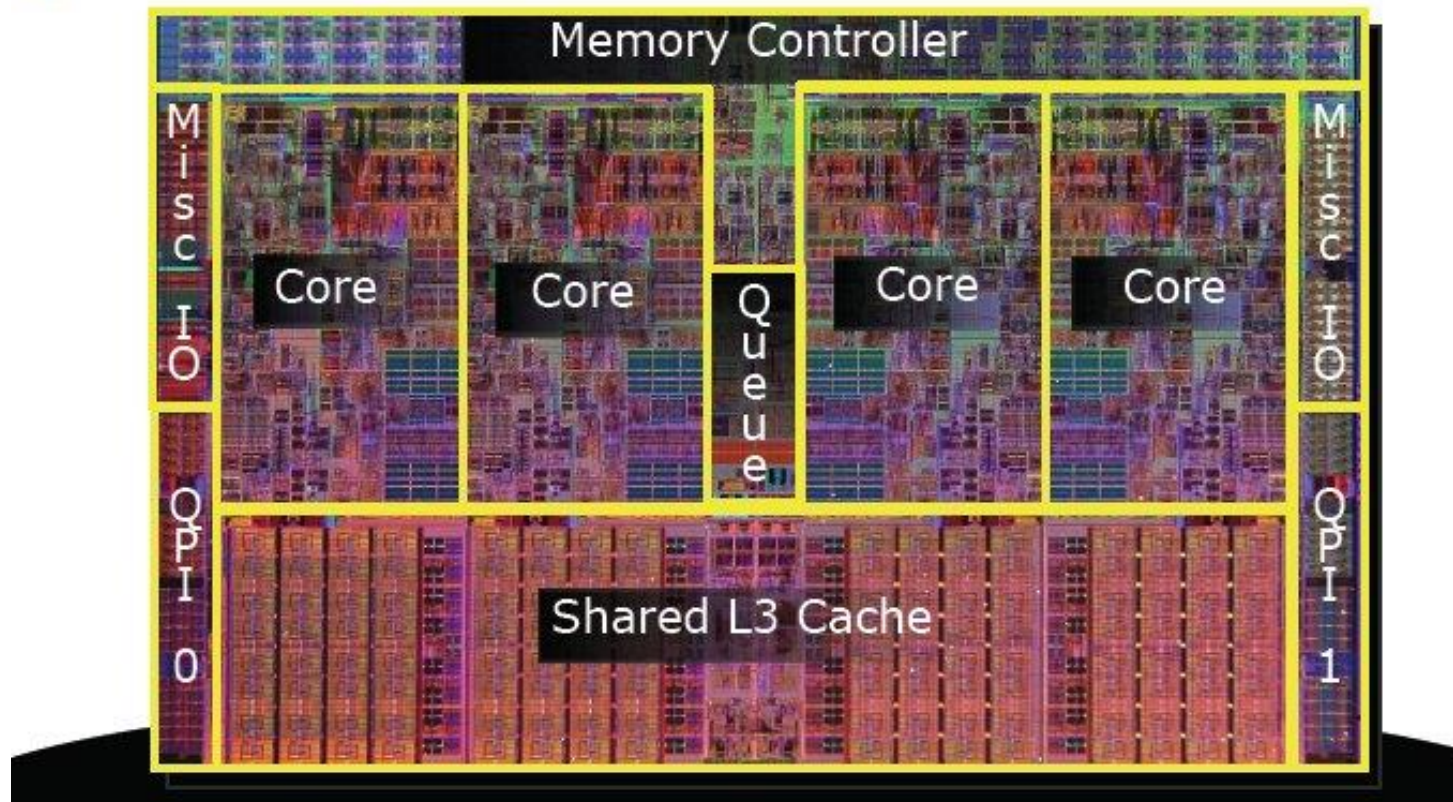 Memory Controller
Misc IO
Core
Core
Queue
Core
Core
Misc IO
QPI 0
Shared L3 Cache
QPI 1